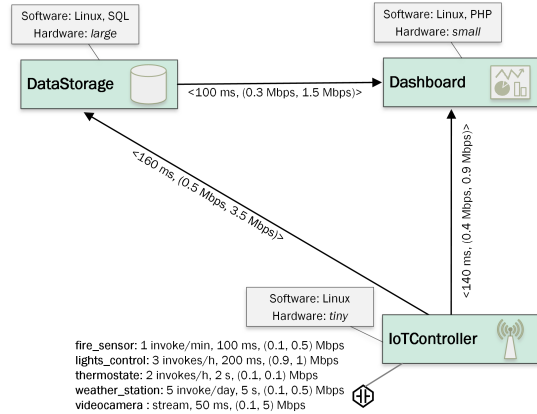 Software: Linux, SQL
Hardware: large
Software: Linux, PHP
Hardware: small
DataStorage
Dashboard
<100 ms, (0.3 Mbps, 1.5 Mbps)>
<160 ms, (0.5 Mbps, 3.5 Mbps)>
<140 ms, (0.4 Mbps, 0.9 Mbps)>
Software: Linux
Hardware: tiny
IoTController
fire_sensor: 1 invoke/min, 100 ms, (0.1, 0.5) Mbps
lights_control: 3 invokes/h, 200 ms, (0.9, 1) Mbps
thermostate: 2 invokes/h, 2 s, (0.1, 0.1) Mbps
weather_station: 5 invoke/day, 5 s, (0.1, 0.5) Mbps
videocamera : stream, 50 ms, (0.1, 5) Mbps